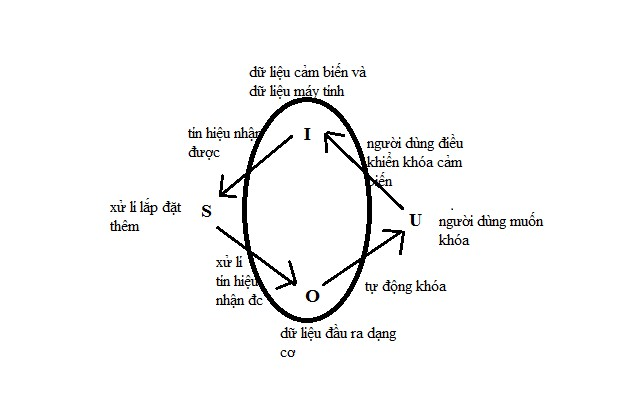 dữ liệu cảm biến và
dữ liệu máy tính
tín hiệu nhận
được
I
người dùng điều
khiển khóa cảm
biến
xử lí lắp đặt
thêm
S
U
người dùng muốn
khóa
xử lí
tín hiệu
nhận đc
O
tự động khóa
dữ liệu đầu ra dạng
cơ